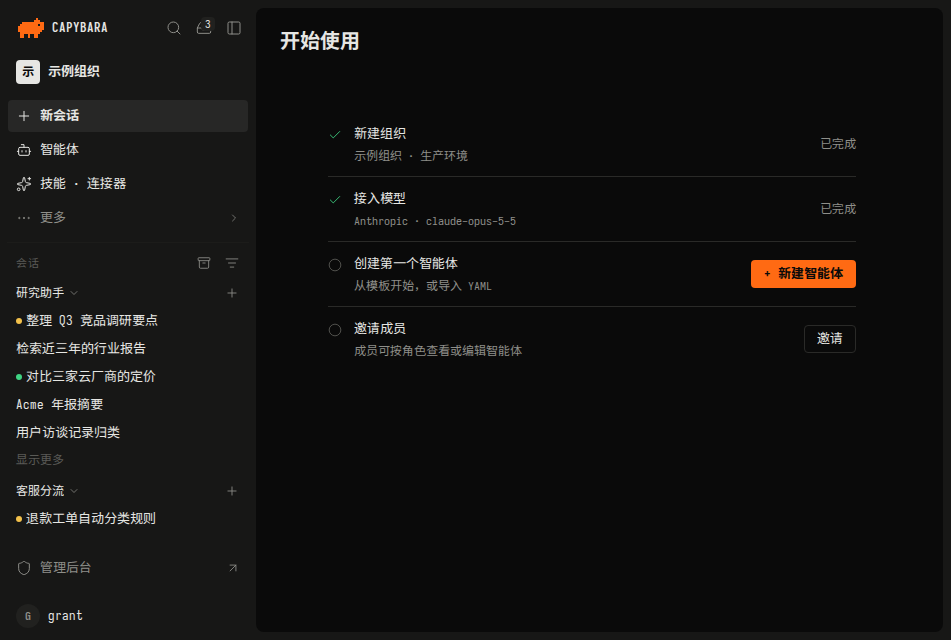 CAPYBARA
3
示 示例组织
新会话
智能体
技能 · 连接器
更多
会话
研究助手
整理 Q3 竞品调研要点
检索近三年的行业报告
对比三家云厂商的定价
Acme 年报摘要
用户访谈记录归类
显示更多
客服分流
退款工单自动分类规则
管理后台
G grant
开始使用
新建组织
示例组织 · 生产环境
已完成
接入模型
Anthropic · claude-opus-5-5
已完成
创建第一个智能体
从模板开始，或导入 YAML
+ 新建智能体
邀请成员
成员可按角色查看或编辑智能体
邀请